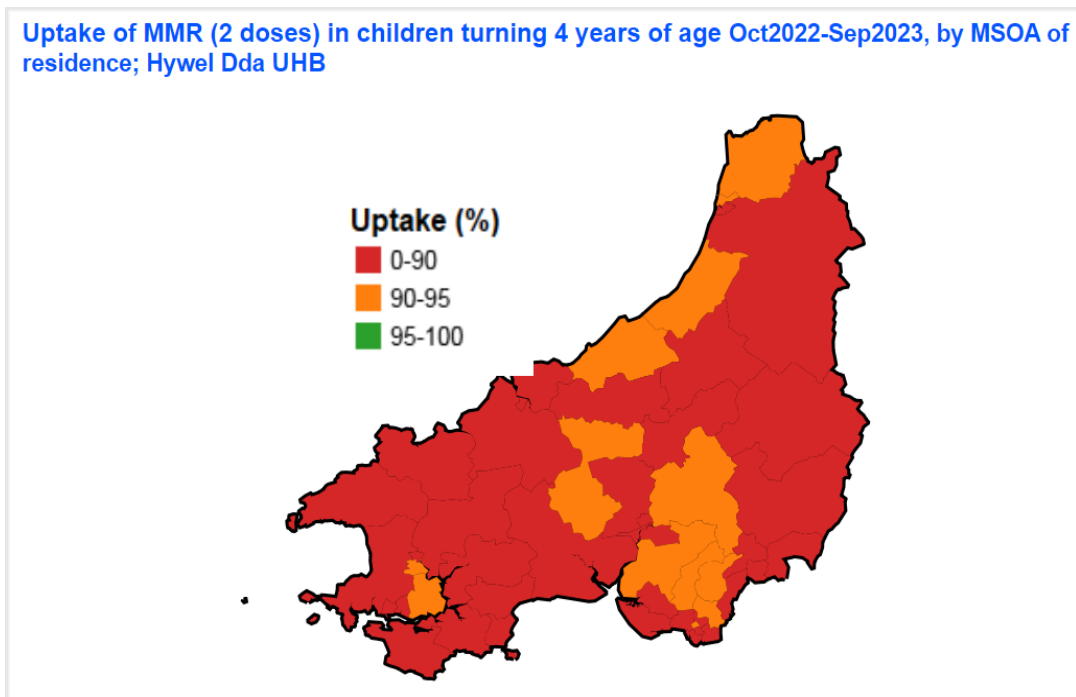 Uptake of MMR (2 doses) in children turning 4 years of age Oct2022-Sep2023, by MSOA of
residence; Hywel Dda UHB
Uptake (%)
0-90
90-95
95-100